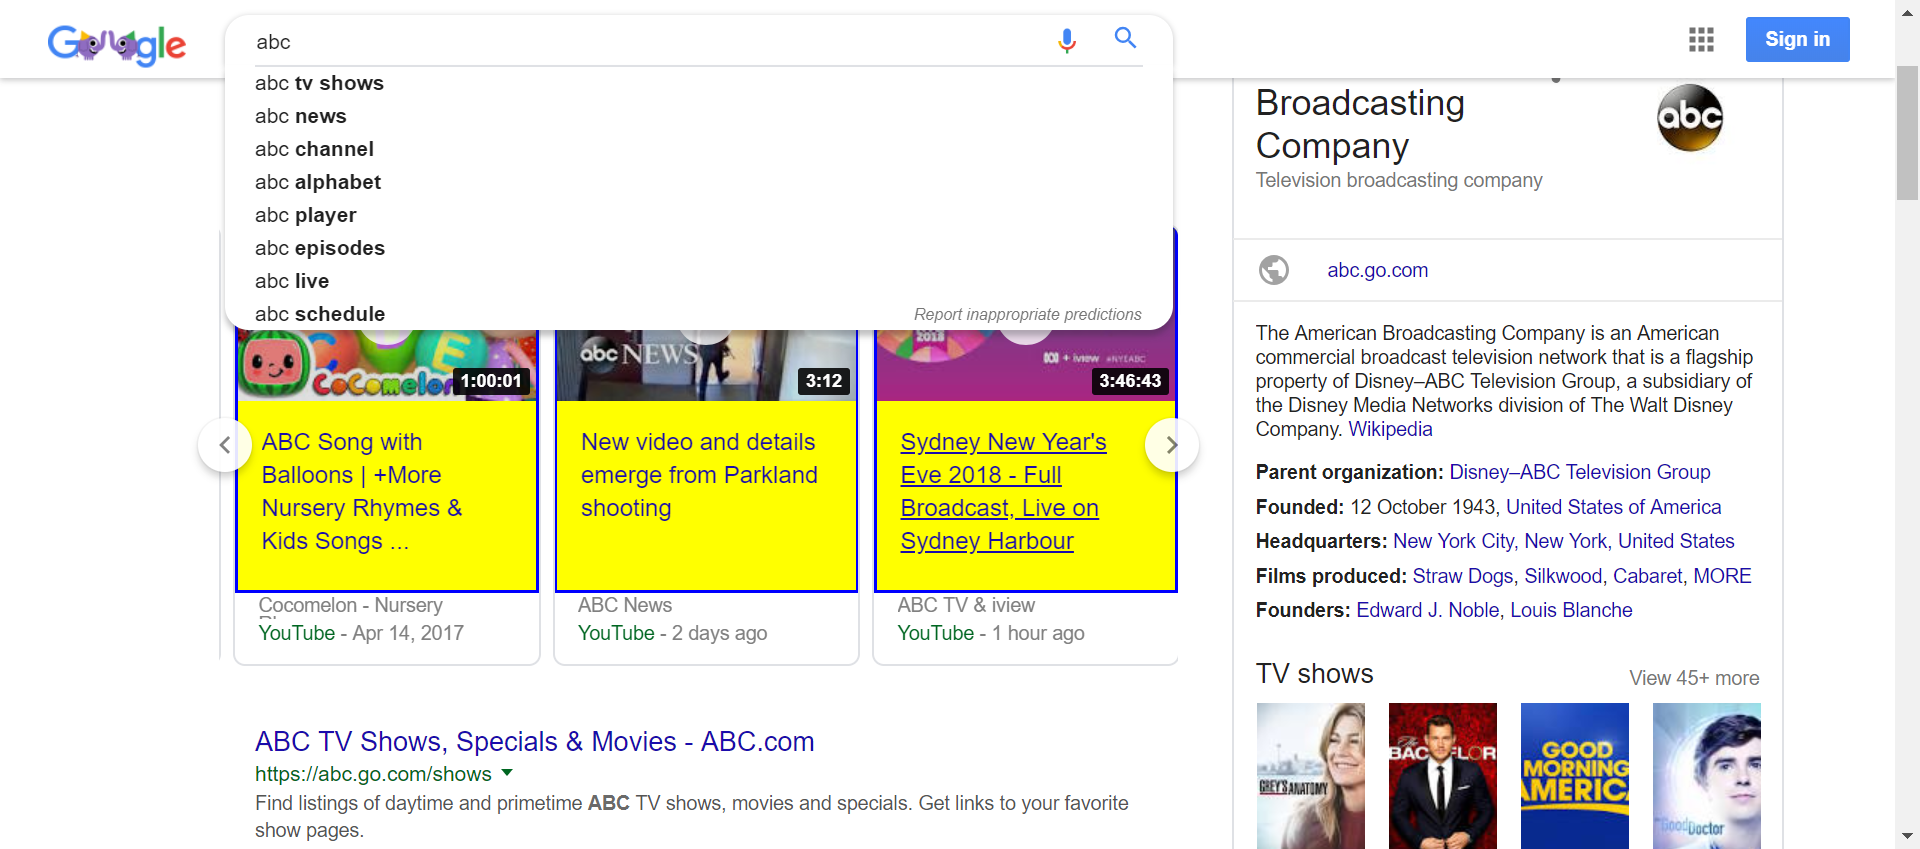 Google
abc
Sign in
abc tv shows
abc news
abc channel
abc alphabet
abc player
abc episodes
abc live
abc schedule
Report inappropriate predictions
CoComelon
1:00:01
abc NEWS
3:12
2018
abc + iview #NYEABC
3:46:43
ABC Song with
Balloons | +More
Nursery Rhymes &
Kids Songs ...
Cocomelon - Nursery
YouTube - Apr 14, 2017
New video and details
emerge from Parkland
shooting
ABC News
YouTube - 2 days ago
Sydney New Year's
Eve 2018 - Full
Broadcast, Live on
Sydney Harbour
ABC TV & iview
YouTube - 1 hour ago
ABC TV Shows, Specials & Movies - ABC.com
https://abc.go.com/shows
Find listings of daytime and primetime ABC TV shows, movies and specials. Get links to your favorite
show pages.
Broadcasting
Company
Television broadcasting company
abc
abc.go.com
The American Broadcasting Company is an American
commercial broadcast television network that is a flagship
property of Disney–ABC Television Group, a subsidiary of
the Disney Media Networks division of The Walt Disney
Company. Wikipedia
Parent organization: Disney–ABC Television Group
Founded: 12 October 1943, United States of America
Headquarters: New York City, New York, United States
Films produced: Straw Dogs, Silkwood, Cabaret, MORE
Founders: Edward J. Noble, Louis Blanche
TV shows
View 45+ more
GREY'S ANATOMY
The BACHELOR
GOOD
MORNING
AMERICA
the GoodDoctor